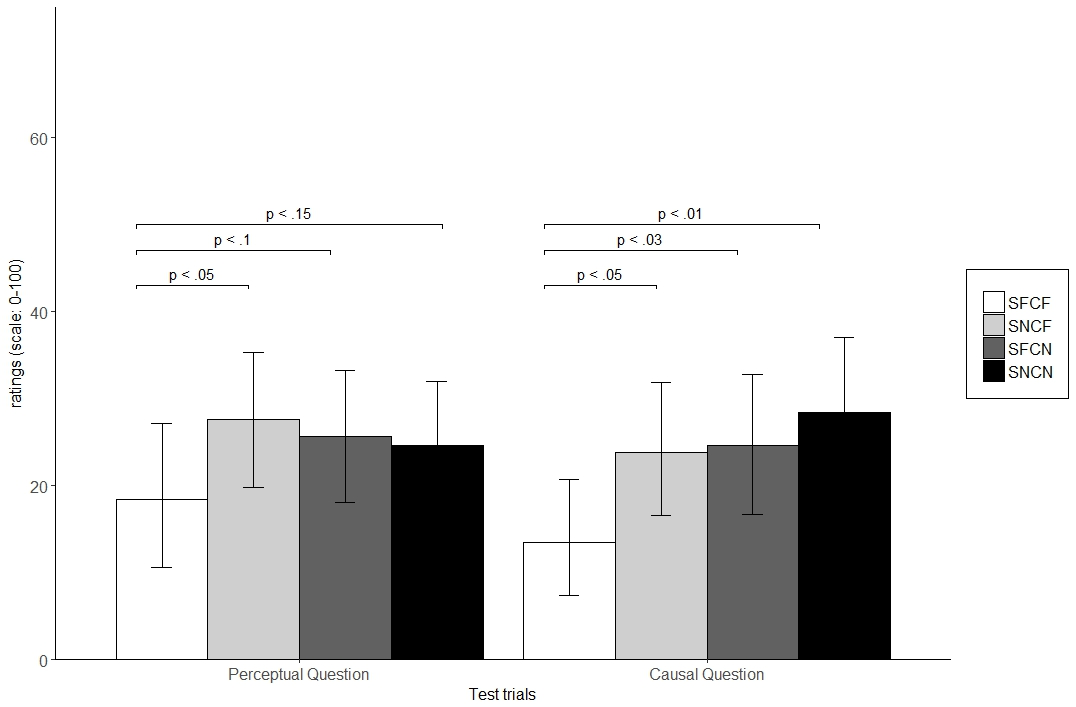 60
40
20
0
ratings (scale: 0-100)
p < .15
p < .1
p < .05
p < .01
p < .03
p < .05
Perceptual Question
Causal Question
Test trials
SFCF
SNCF
SFCN
SNCN